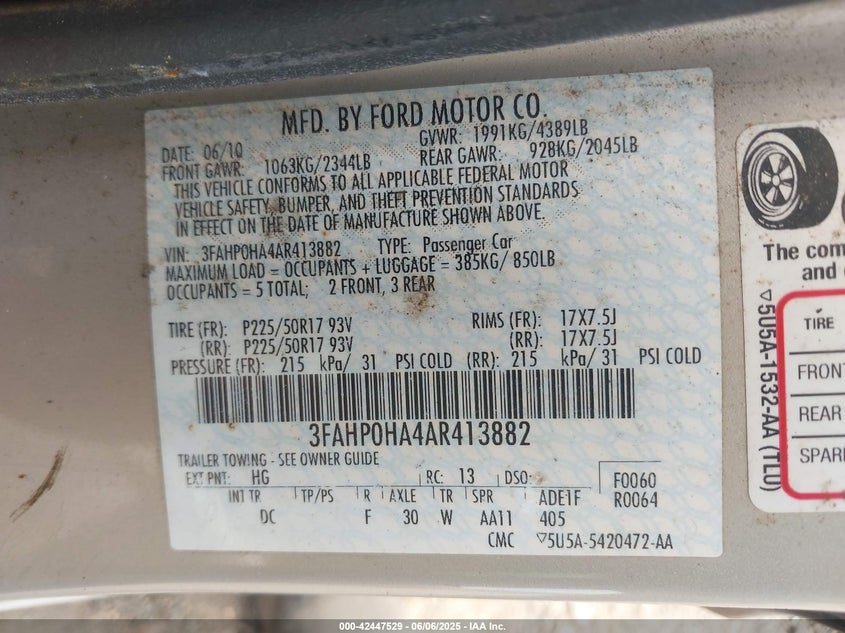 MFD. BY FORD MOTOR CO.
DATE: 06/10 GVWR: 1991KG/4389LB
FRONT GAWR: 1063KG/2344LB REAR GAWR: 928KG/2045LB
THIS VEHICLE CONFORMS TO ALL APPLICABLE FEDERAL MOTOR
VEHICLE SAFETY, BUMPER, AND THEFT PREVENTION STANDARDS
IN EFFECT ON THE DATE OF MANUFACTURE SHOWN ABOVE.
VIN: 3FAHP0HA4AR413882 TYPE: Passenger Car
MAXIMUM LOAD = OCCUPANTS + LUGGAGE = 385KG/ 850LB
OCCUPANTS = 5 TOTAL; 2 FRONT, 3 REAR
TIRE (FR): P225/50R17 93V RIMS (FR): 17X7.5J
(RR): P225/50R17 93V (RR): 17X7.5J
PRESSURE (FR): 215 kPa/ 31 PSI COLD (RR): 215 kPa/ 31 PSI COLD
3FAHP0HA4AR413882
TRAILER TOWING - SEE OWNER GUIDE
EXT PNT: HG RC: 13 DSO: F0060
R0064
INT TR TP/PS R AXLE TR SPR ADE1F
DC F 30 W AA11 405
CMC ▽5U5A-5420472-AA
▽5U5A-1532-AA (TLU)
The com
and
TIRE
FRONT
REAR
SPARE
000-42447529 - 06/06/2025 - IAA Inc.